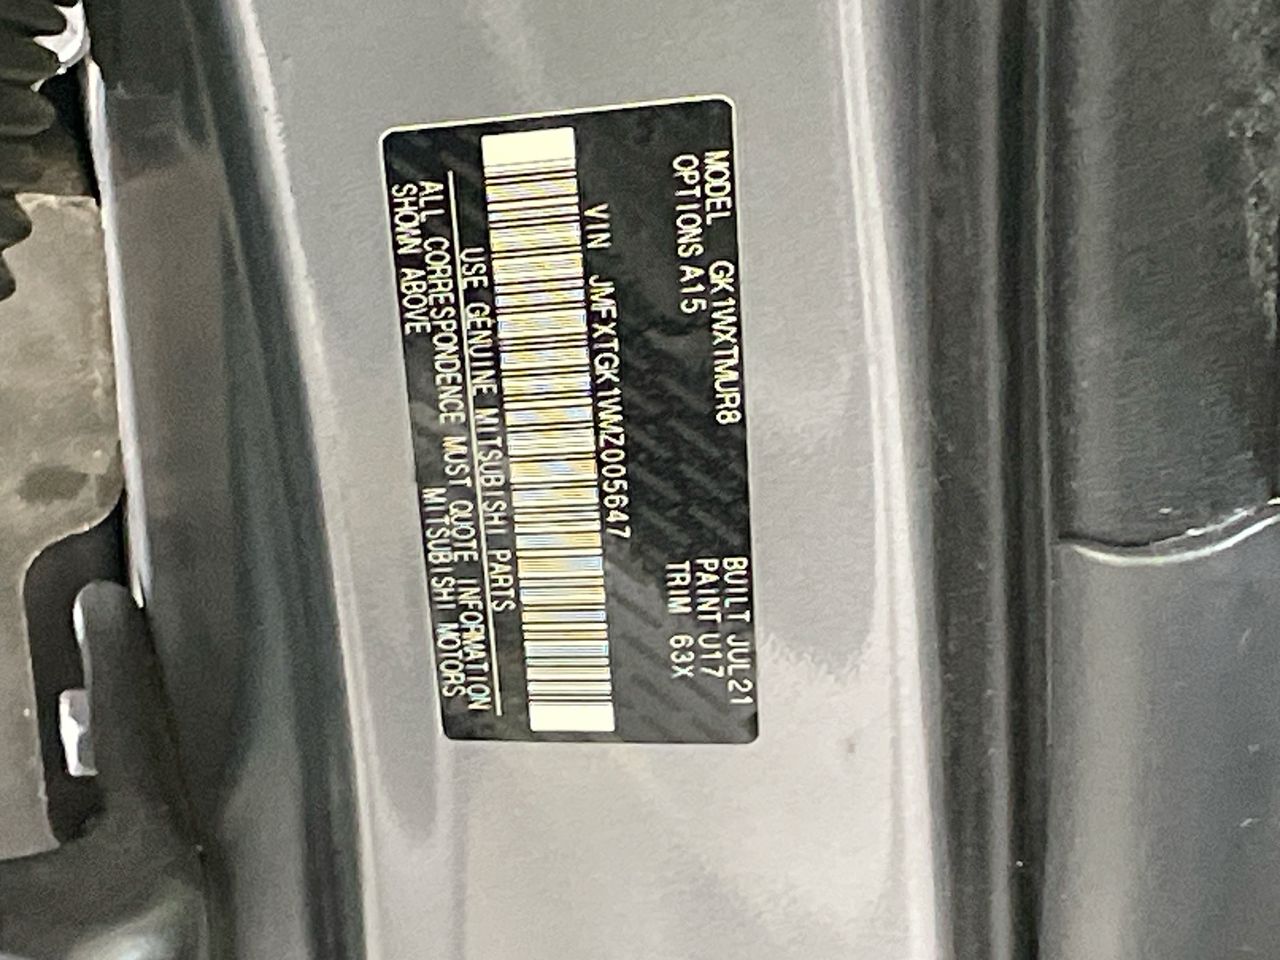 MODEL GK1WXTMUR8 BUILT JUL21
OPTIONS A15 PAINT U17
TRIM 63X
VIN JMFXTGK1WMZ005647
USE GENUINE MITSUBISHI PARTS
ALL CORRESPONDENCE MUST QUOTE INFORMATION
SHOWN ABOVE MITSUBISHI MOTORS